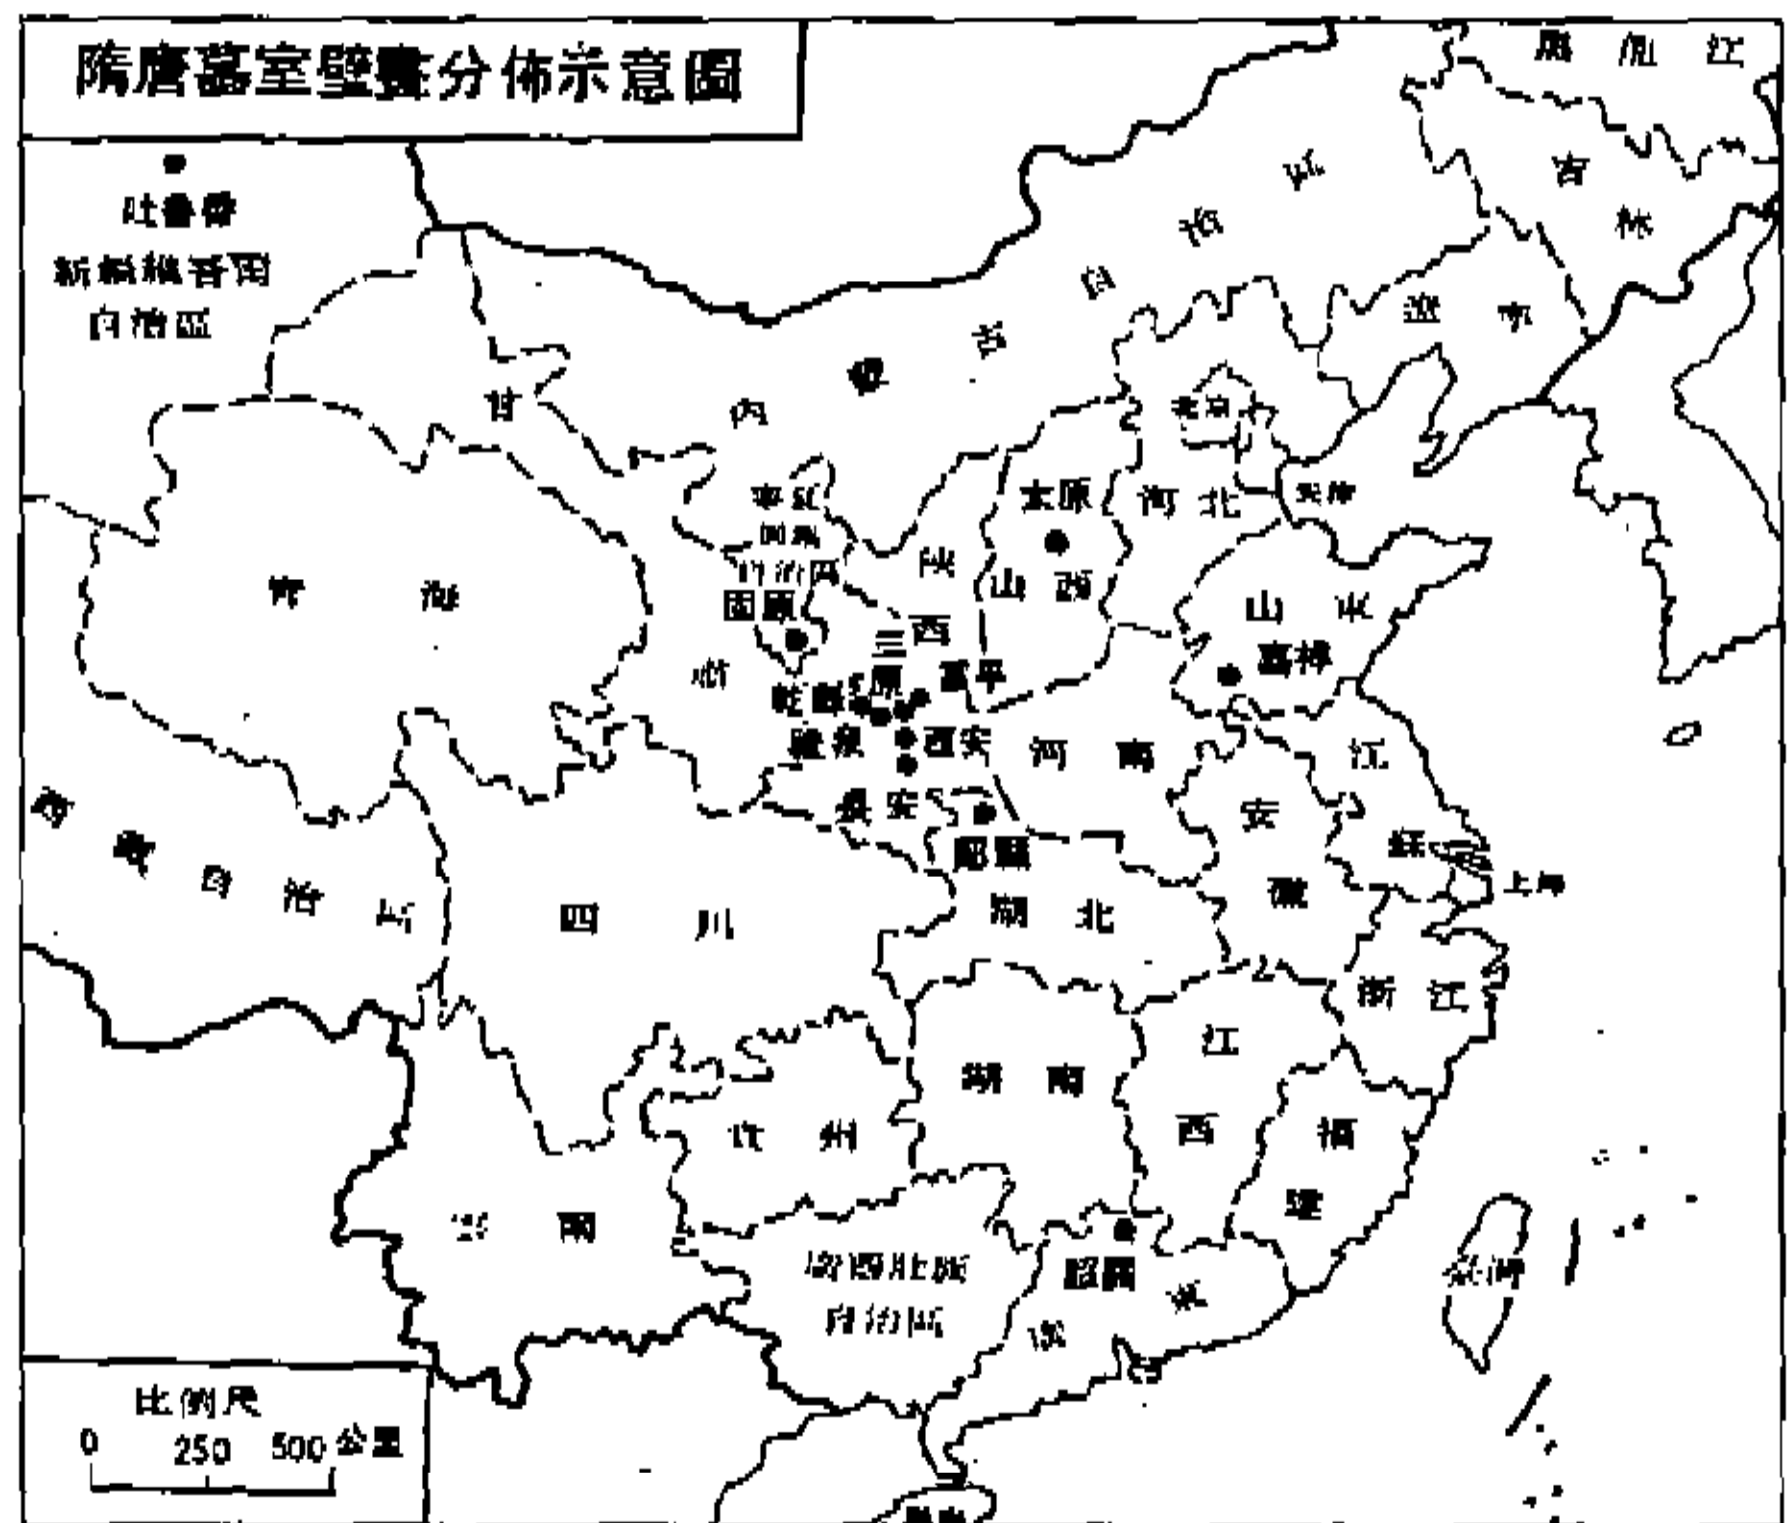 隋唐墓室壁畫分佈示意圖
吐魯番
新疆維吾爾
自治區
黑龍江
吉林
遼寧
內蒙古自治區
北京
天津
河北
太原
山西
甘肅
寧夏
回族
自治區
固原
青海
陝西
三原
富平
乾縣
禮泉
西安
長安
山東
嘉祥
河南
江蘇
安徽
上海
西藏自治區
四川
湖北
浙江
湖南
江西
福建
貴州
雲南
廣西壯族
自治區
韶關
廣東
臺灣
比例尺
0 250 500 公里